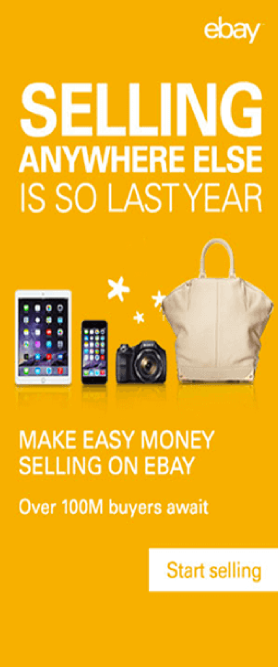 ebay
SELLING
ANYWHERE ELSE
IS SO LAST YEAR
MAKE EASY MONEY
SELLING ON EBAY
Over 100M buyers await
Start selling